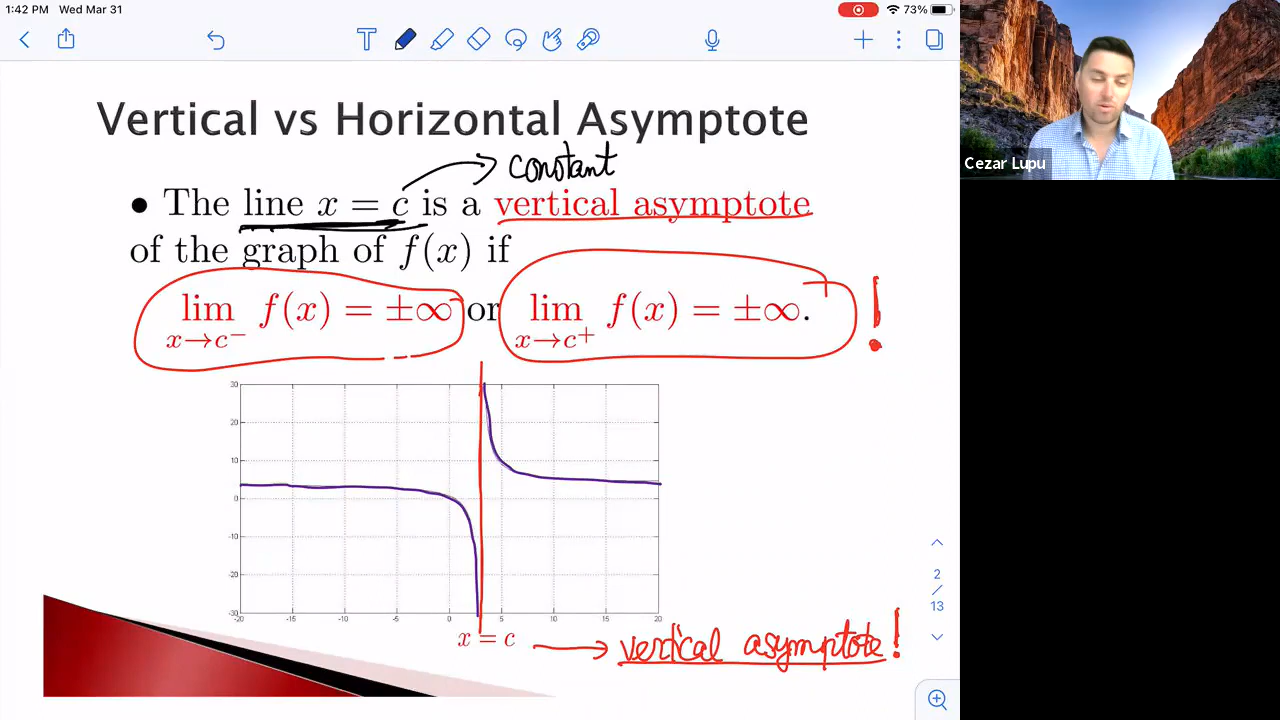 1:42 PM Wed Mar 31
73%
Vertical vs Horizontal Asymptote
constant
• The line x = c is a vertical asymptote
of the graph of f(x) if
lim x→c⁻ f(x) = ±∞ or lim x→c⁺ f(x) = ±∞. !
30
20
10
0
-10
-20
-30
-20 -15 -10 -5 0 5 10 15 20
x = c → vertical asymptote!
2
/
13
Cezar Lupu